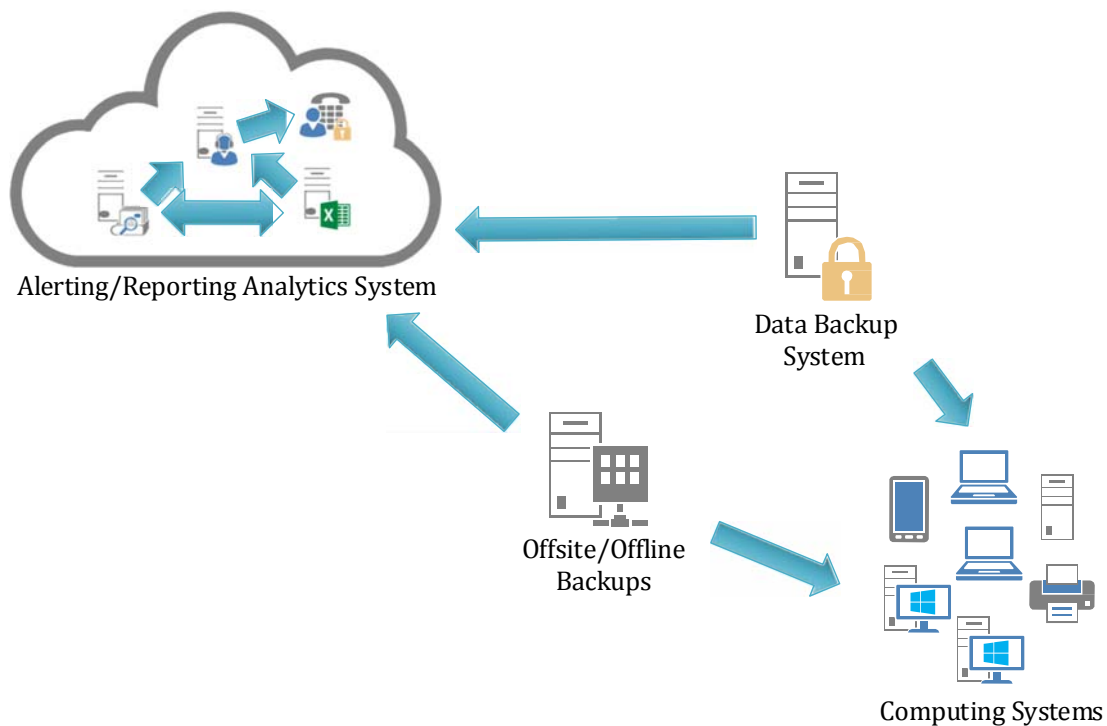 Alerting/Reporting Analytics System
Data Backup
System
Offsite/Offline
Backups
Computing Systems